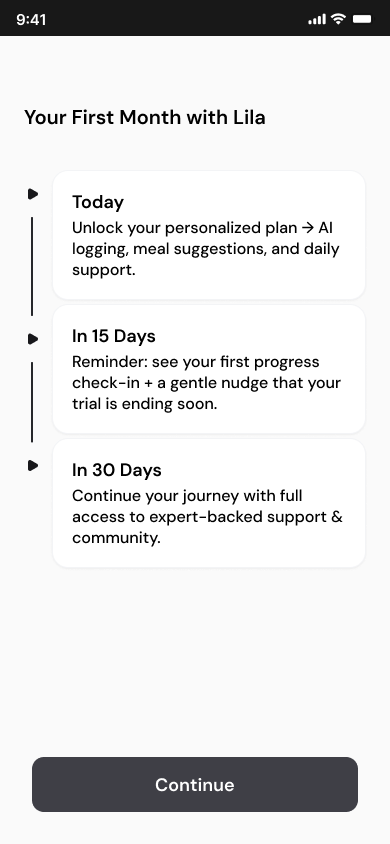 9:41
Your First Month with Lila
Today
Unlock your personalized plan → AI
logging, meal suggestions, and daily
support.
In 15 Days
Reminder: see your first progress
check-in + a gentle nudge that your
trial is ending soon.
In 30 Days
Continue your journey with full
access to expert-backed support &
community.
Continue